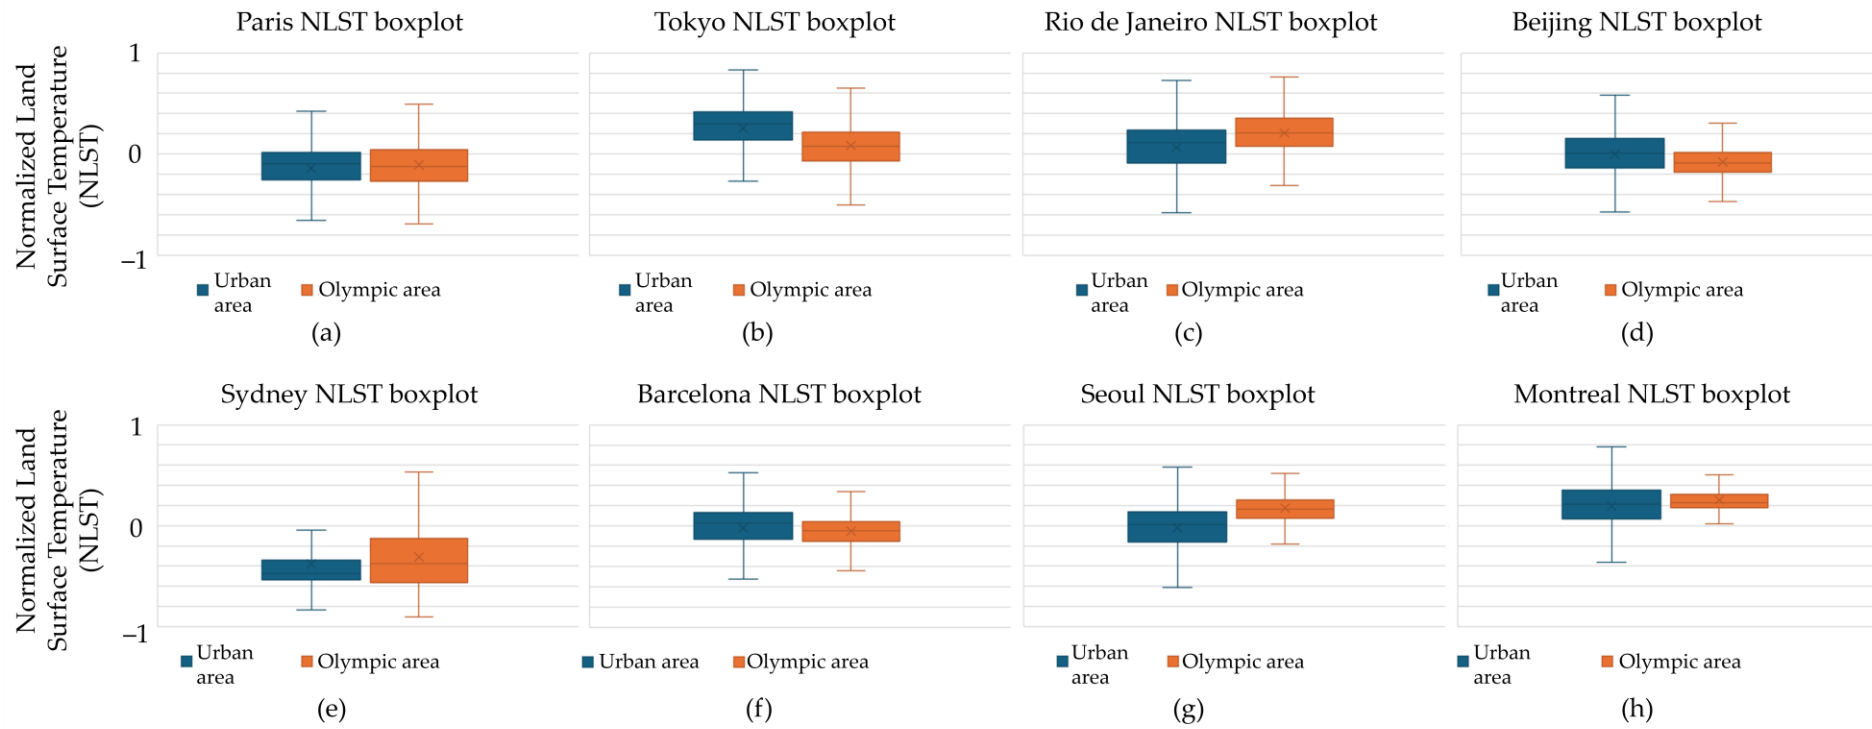 Paris NLST boxplot
Tokyo NLST boxplot
Rio de Janeiro NLST boxplot
Beijing NLST boxplot
Normalized Land
Surface Temperature
(NLST)
1
0
–1
Urban
area
Olympic area
Urban
area
Olympic area
Urban
area
Olympic area
Urban
area
Olympic area
(a)
(b)
(c)
(d)
Sydney NLST boxplot
Barcelona NLST boxplot
Seoul NLST boxplot
Montreal NLST boxplot
Normalized Land
Surface Temperature
(NLST)
1
0
–1
Urban
area
Olympic area
Urban area
Olympic area
Urban
area
Olympic area
Urban
area
Olympic area
(e)
(f)
(g)
(h)